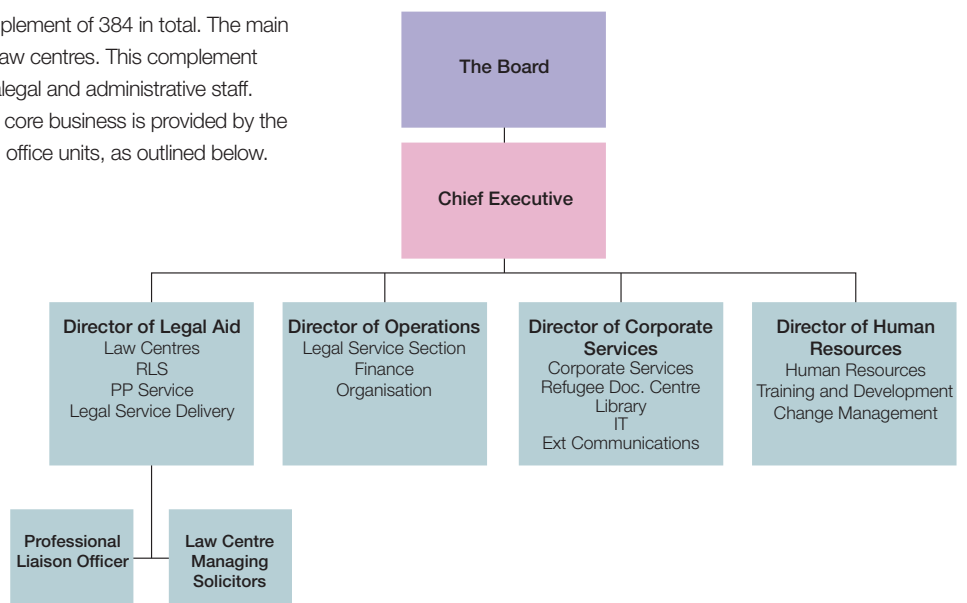 plement of 384 in total. The main
aw centres. This complement
alegal and administrative staff.
core business is provided by the
office units, as outlined below.
The Board
Chief Executive
Director of Legal Aid
Law Centres
RLS
PP Service
Legal Service Delivery
Director of Operations
Legal Service Section
Finance
Organisation
Director of Corporate
Services
Corporate Services
Refugee Doc. Centre
Library
IT
Ext Communications
Director of Human
Resources
Human Resources
Training and Development
Change Management
Professional
Liaison Officer
Law Centre
Managing
Solicitors